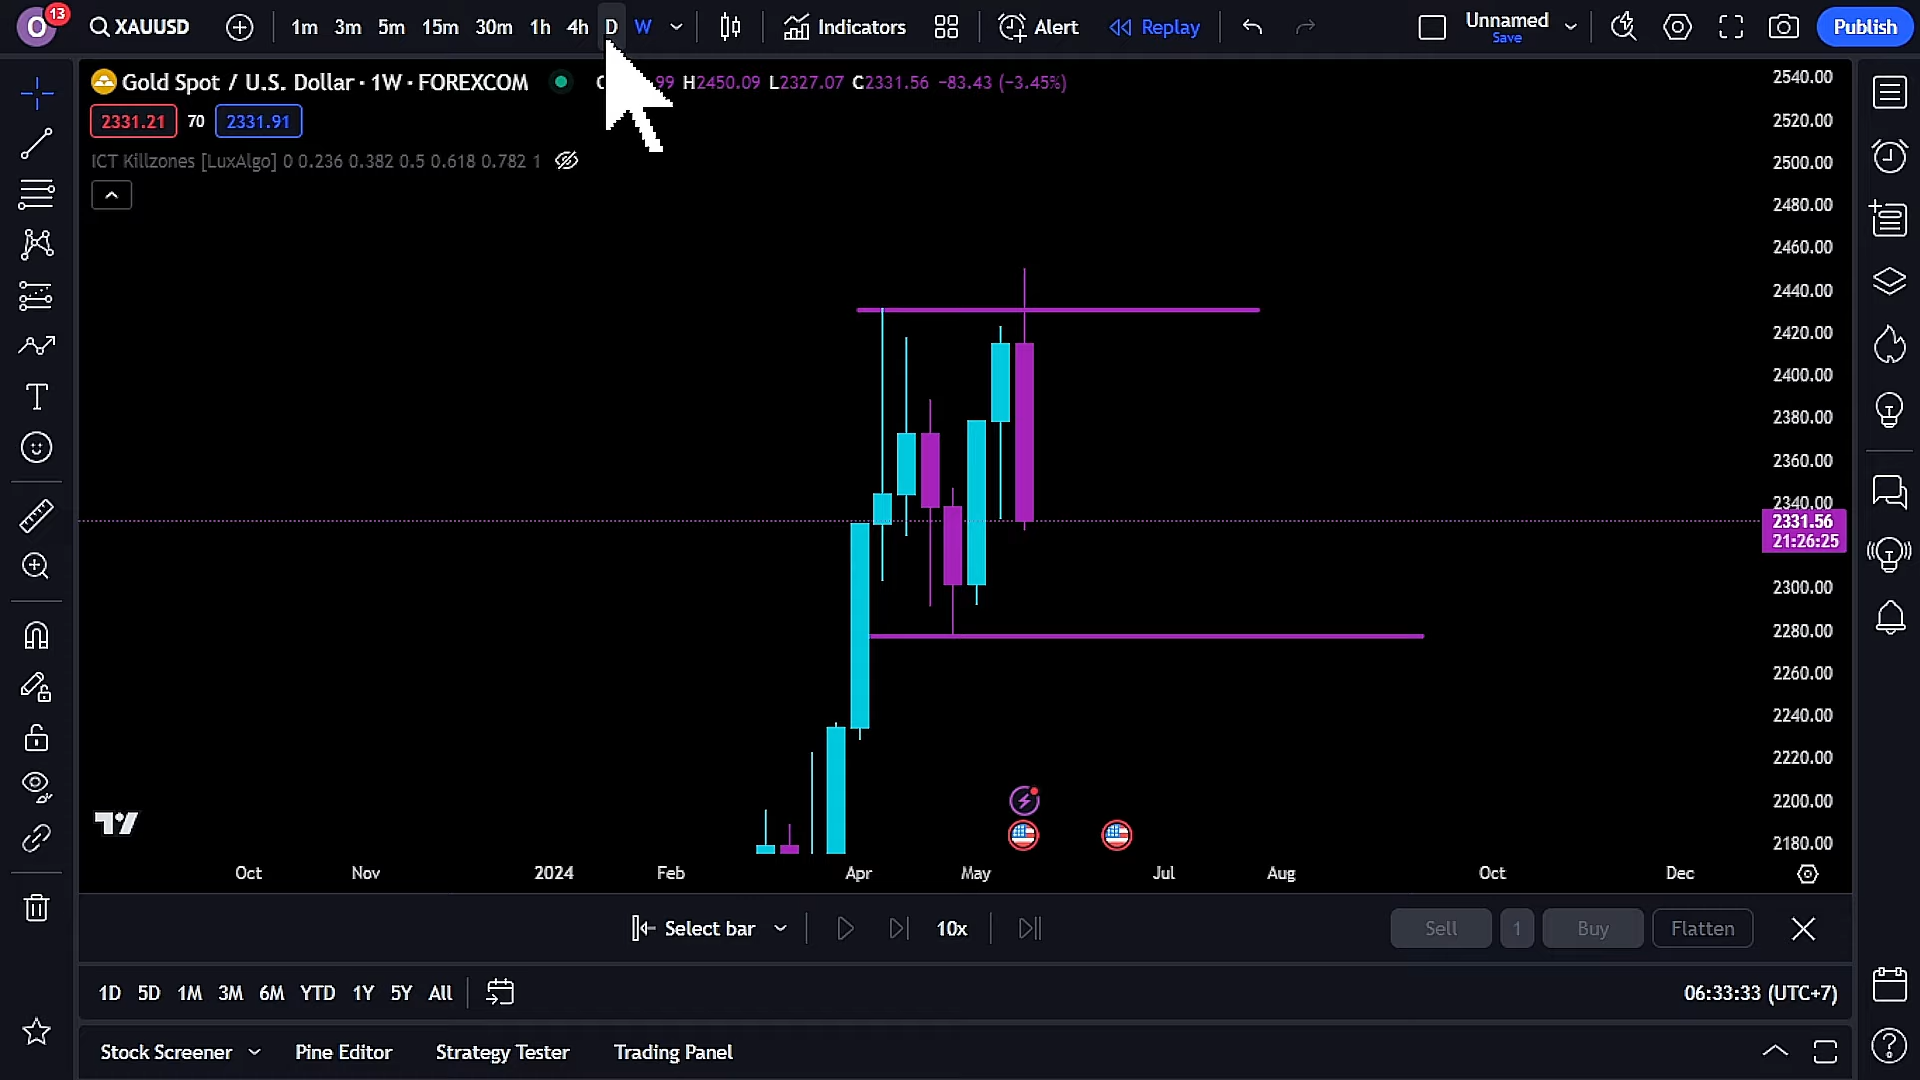 O 13 XAUUSD 1m 3m 5m 15m 30m 1h 4h D W Indicators Alert Replay Unnamed Save Publish
Gold Spot / U.S. Dollar · 1W · FOREXCOM 99 H2450.09 L2327.07 C2331.56 −83.43 (−3.45%)
2331.21 70 2331.91
ICT Killzones [LuxAlgo] 0 0.236 0.382 0.5 0.618 0.782 1
2540.00
2520.00
2500.00
2480.00
2460.00
2440.00
2420.00
2400.00
2380.00
2360.00
2340.00
2331.56
21:26:25
2300.00
2280.00
2260.00
2240.00
2220.00
2200.00
2180.00
Oct Nov 2024 Feb Apr May Jul Aug Oct Dec
Select bar 10x Sell 1 Buy Flatten
1D 5D 1M 3M 6M YTD 1Y 5Y All 06:33:33 (UTC+7)
Stock Screener Pine Editor Strategy Tester Trading Panel